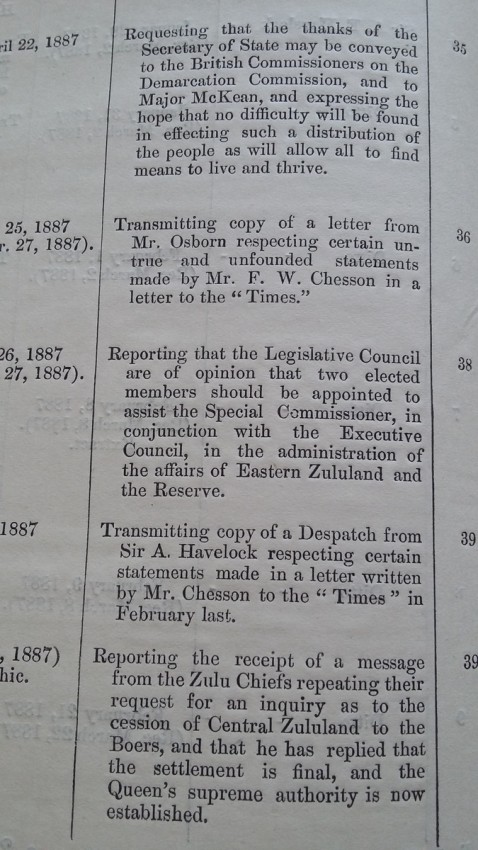 ril 22, 1887
Requesting that the thanks of the
Secretary of State may be conveyed
to the British Commissioners on the
Demarcation Commission, and to
Major McKean, and expressing the
hope that no difficulty will be found
in effecting such a distribution of
the people as will allow all to find
means to live and thrive.
35
25, 1887
r. 27, 1887).
Transmitting copy of a letter from
Mr. Osborn respecting certain un-
true and unfounded statements
made by Mr. F. W. Chesson in a
letter to the “ Times.”
36
26, 1887
27, 1887).
Reporting that the Legislative Council
are of opinion that two elected
members should be appointed to
assist the Special Commissioner, in
conjunction with the Executive
Council, in the administration of
the affairs of Eastern Zululand and
the Reserve.
38
1887
Transmitting copy of a Despatch from
Sir A. Havelock respecting certain
statements made in a letter written
by Mr. Chesson to the “ Times ” in
February last.
39
, 1887)
hic.
Reporting the receipt of a message
from the Zulu Chiefs repeating their
request for an inquiry as to the
cession of Central Zululand to the
Boers, and that he has replied that
the settlement is final, and the
Queen's supreme authority is now
established.
39